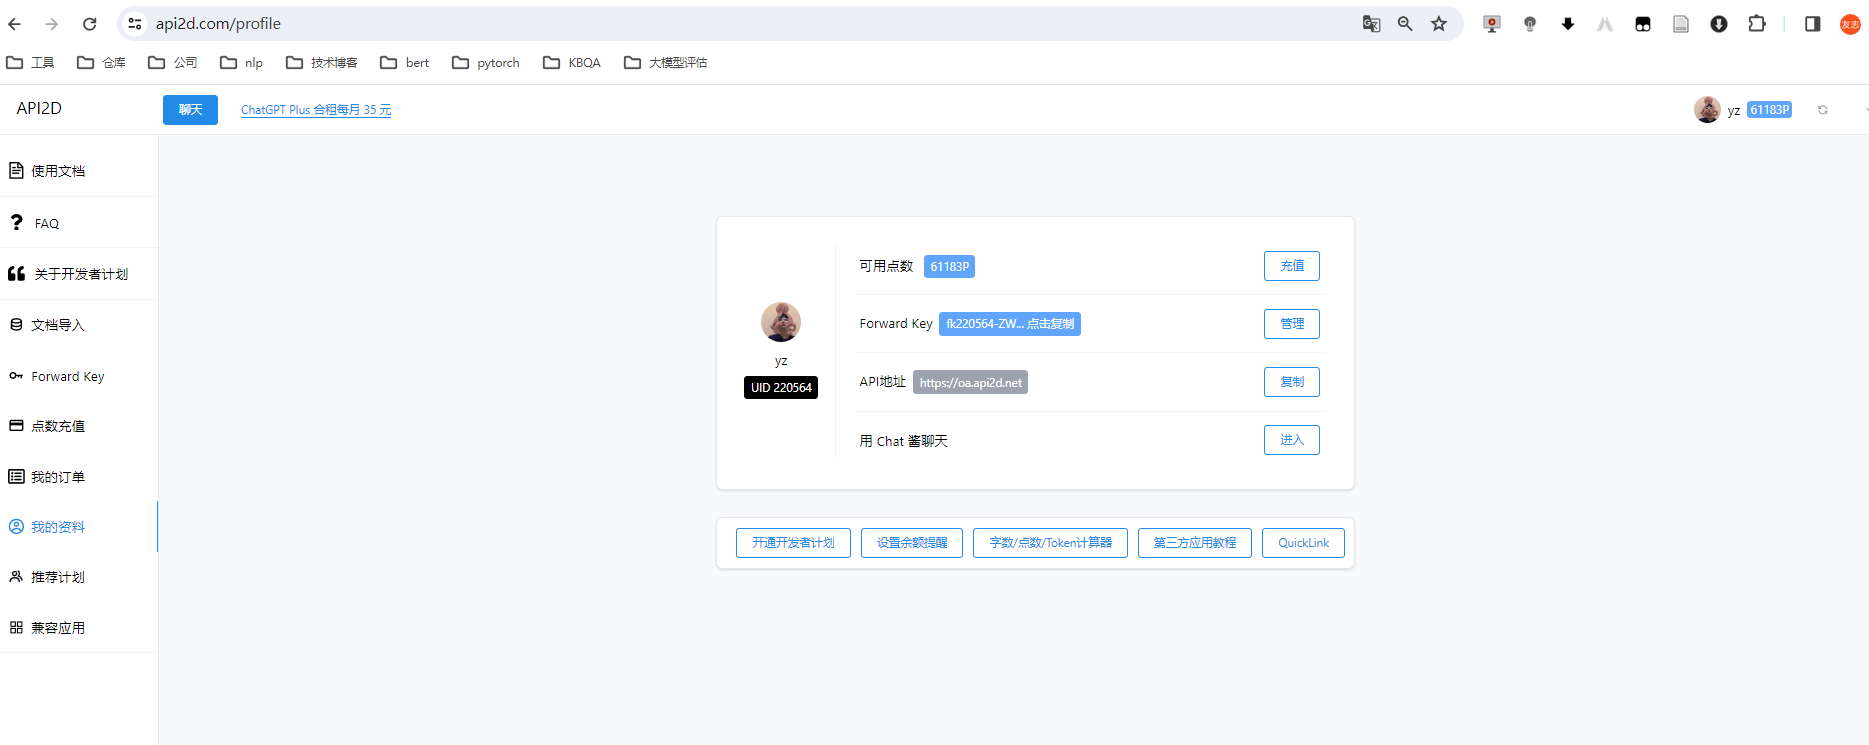 api2d.com/profile
友志
工具 仓库 公司 nlp 技术博客 bert pytorch KBQA 大模型评估
API2D 聊天 ChatGPT Plus 合租每月 35 元 yz 61183P
使用文档
FAQ
关于开发者计划
文档导入
Forward Key
点数充值
我的订单
我的资料
推荐计划
兼容应用
yz
UID 220564
可用点数 61183P 充值
Forward Key fk220564-ZW... 点击复制 管理
API地址 https://oa.api2d.net 复制
用 Chat 酱聊天 进入
开通开发者计划 设置余额提醒 字数/点数/Token计算器 第三方应用教程 QuickLink